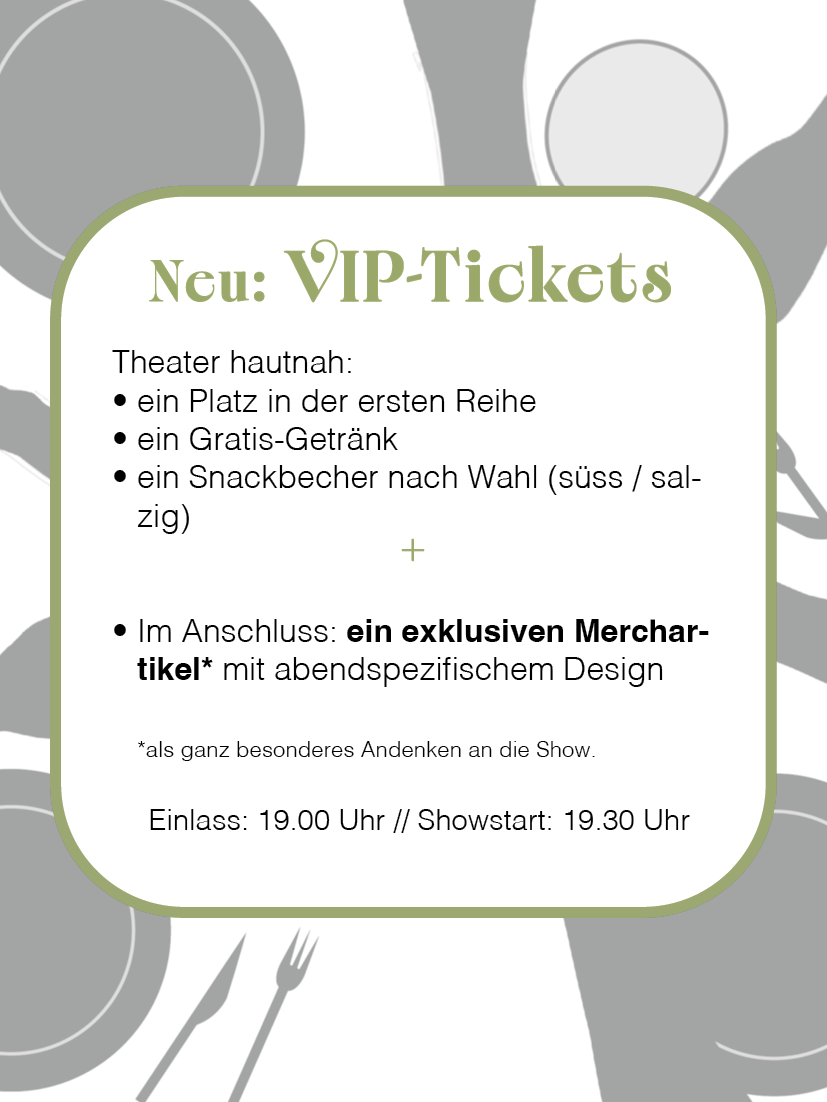 Neu: VIP-Tickets
Theater hautnah:
• ein Platz in der ersten Reihe
• ein Gratis-Getränk
• ein Snackbecher nach Wahl (süss / sal-
zig)
+
• Im Anschluss: ein exklusiven Merchar-
tikel* mit abendspezifischem Design
*als ganz besonderes Andenken an die Show.
Einlass: 19.00 Uhr // Showstart: 19.30 Uhr